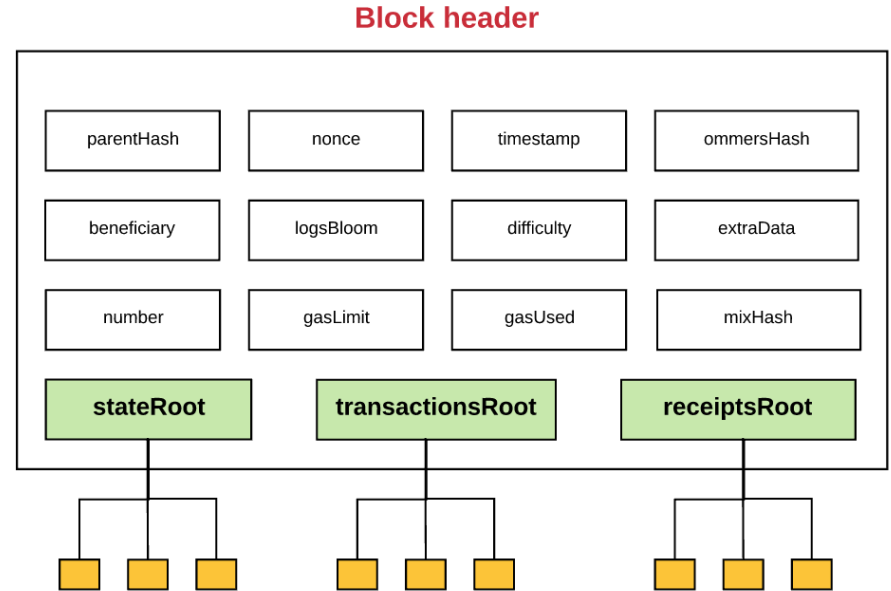 Block header
parentHash
nonce
timestamp
ommersHash
beneficiary
logsBloom
difficulty
extraData
number
gasLimit
gasUsed
mixHash
stateRoot
transactionsRoot
receiptsRoot